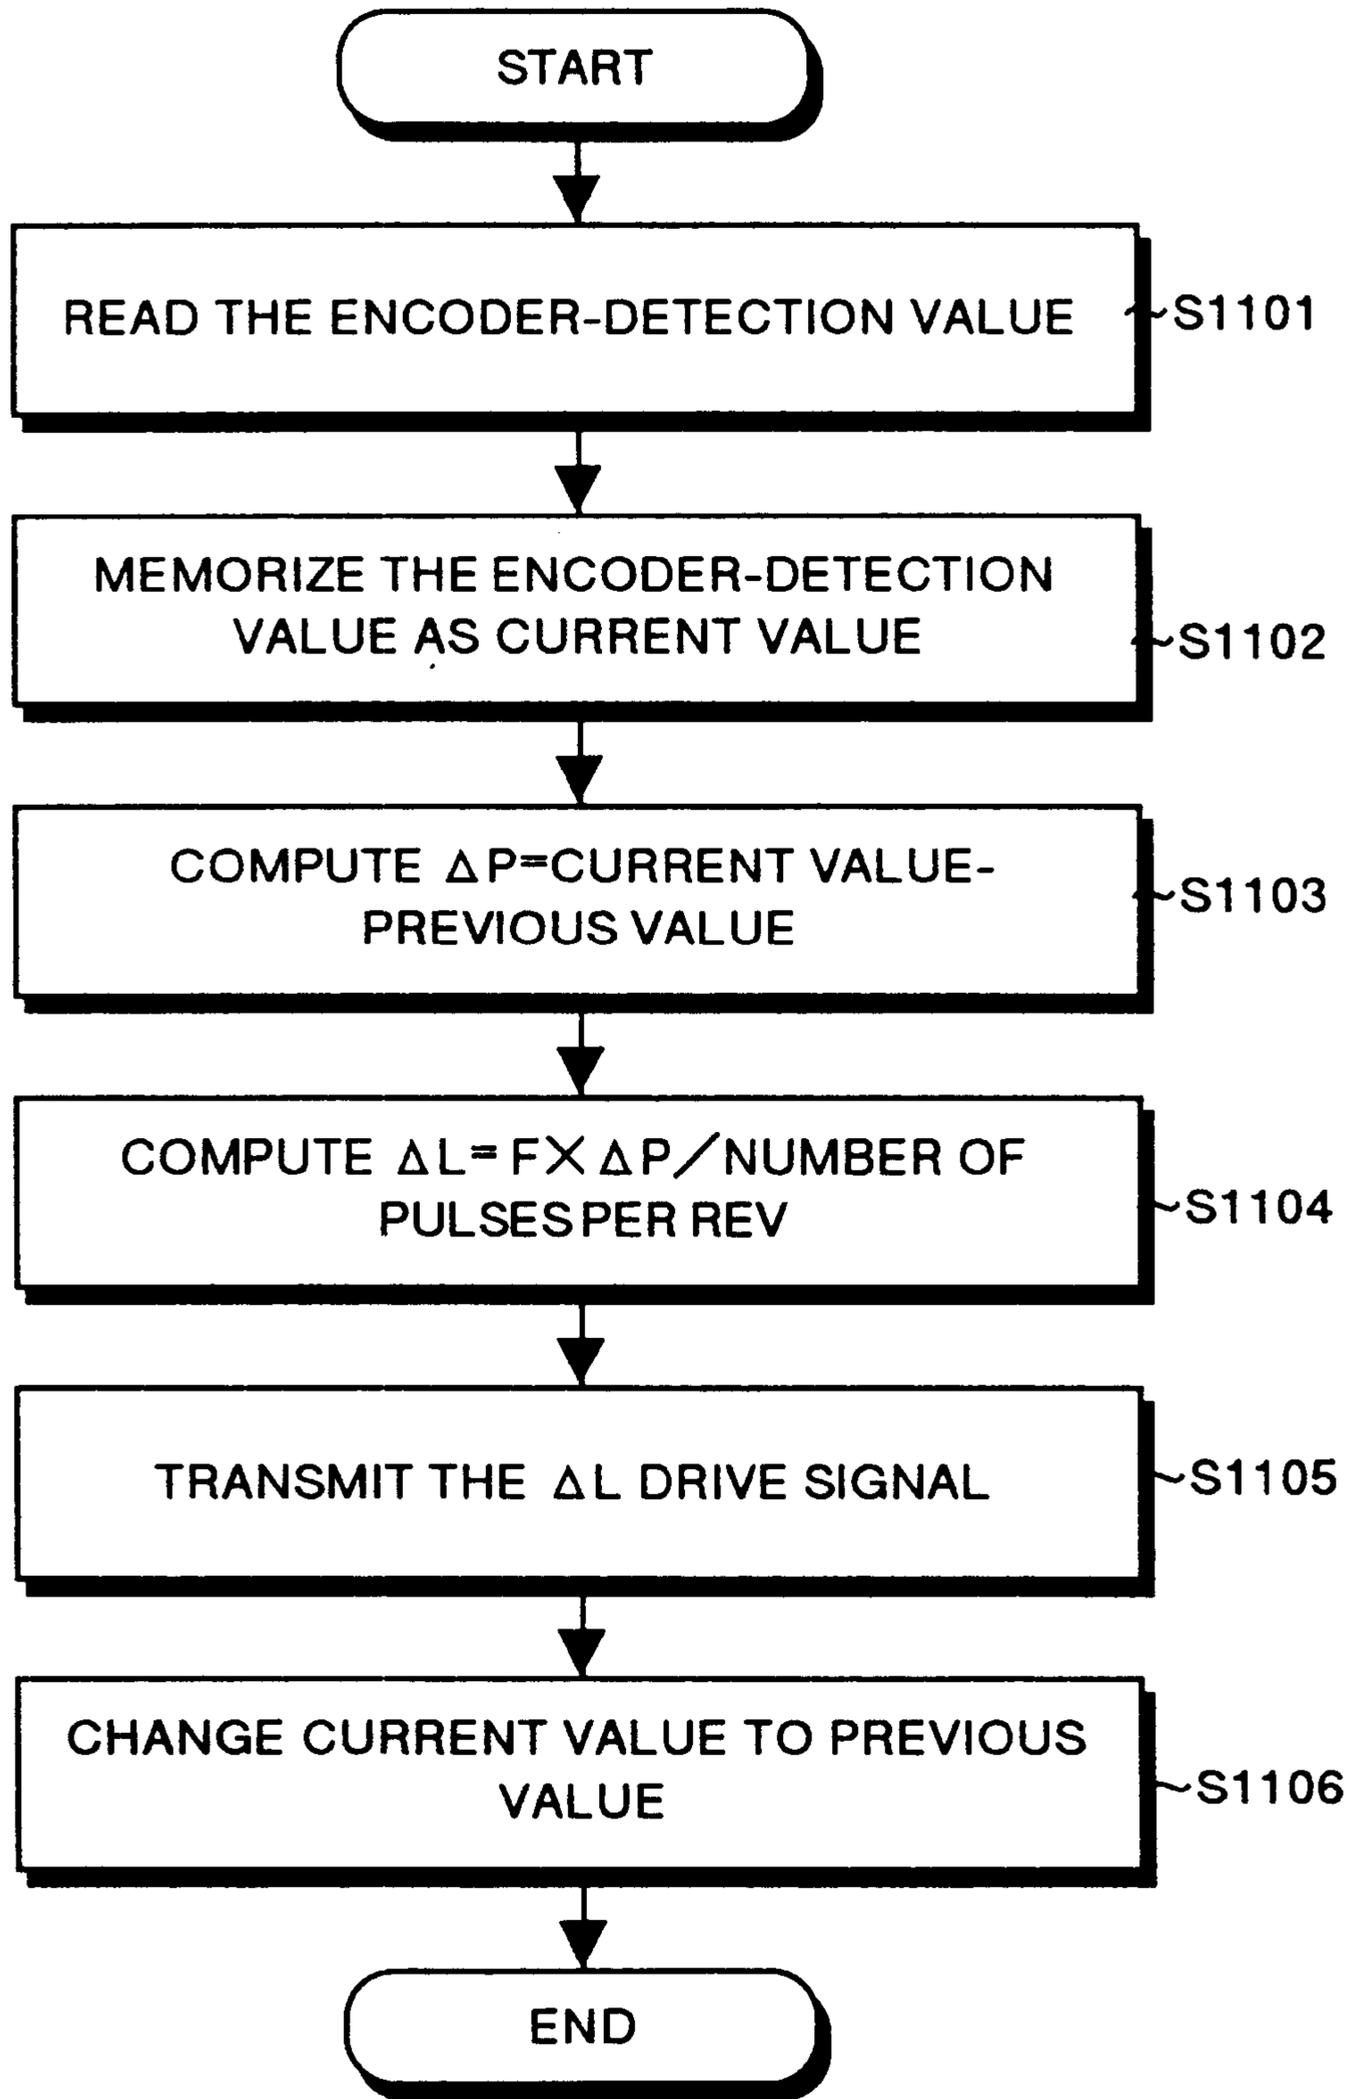 START
READ THE ENCODER-DETECTION VALUE
S1101
MEMORIZE THE ENCODER-DETECTION
VALUE AS CURRENT VALUE
S1102
COMPUTE ΔP=CURRENT VALUE-
PREVIOUS VALUE
S1103
COMPUTE ΔL=F×ΔP/NUMBER OF
PULSES PER REV
S1104
TRANSMIT THE ΔL DRIVE SIGNAL
S1105
CHANGE CURRENT VALUE TO PREVIOUS
VALUE
S1106
END